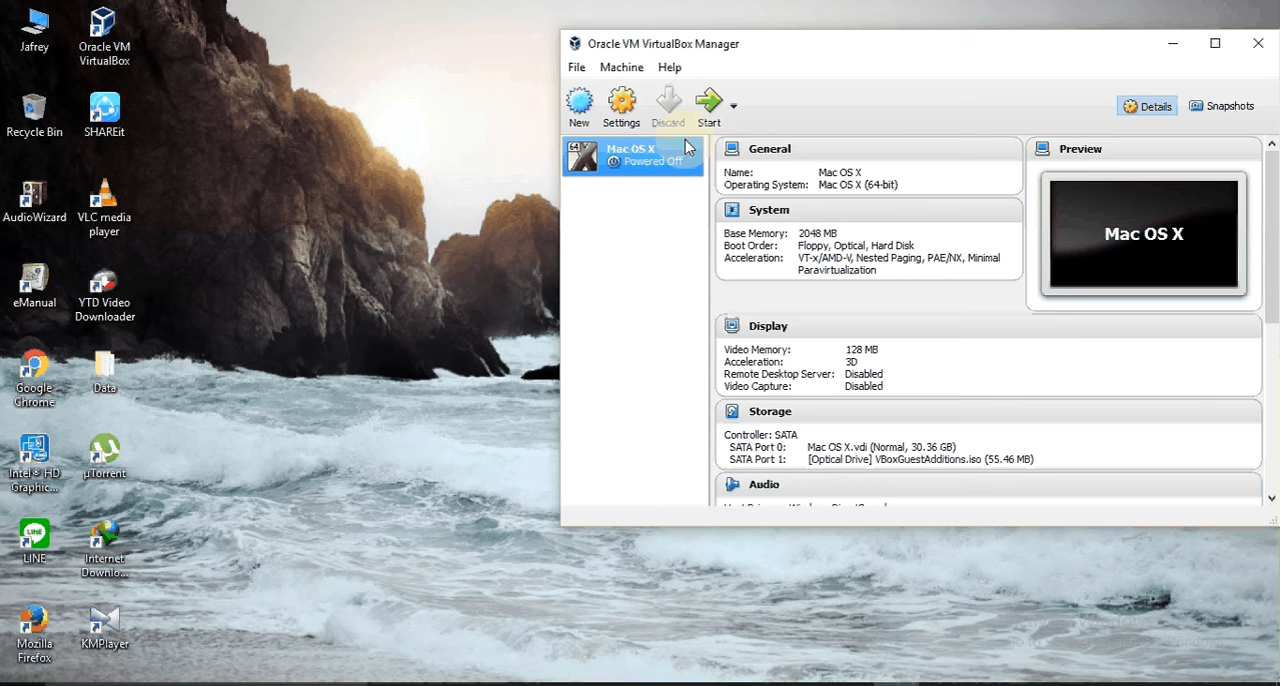 Jafrey
Oracle VM
VirtualBox
Recycle Bin
SHAREit
AudioWizard
VLC media
player
eManual
YTD Video
Downloader
Google
Chrome
Data
Intel® HD
Graphic...
µTorrent
LINE
Internet
Downlo...
Mozilla
Firefox
KMPlayer
Oracle VM VirtualBox Manager
File Machine Help
New Settings Discard Start
Details Snapshots
64
Mac OS X
Powered Off
General
Name: Mac OS X
Operating System: Mac OS X (64-bit)
System
Base Memory: 2048 MB
Boot Order: Floppy, Optical, Hard Disk
Acceleration: VT-x/AMD-V, Nested Paging, PAE/NX, Minimal
Paravirtualization
Preview
Mac OS X
Display
Video Memory: 128 MB
Acceleration: 3D
Remote Desktop Server: Disabled
Video Capture: Disabled
Storage
Controller: SATA
SATA Port 0: Mac OS X.vdi (Normal, 30.36 GB)
SATA Port 1: [Optical Drive] VBoxGuestAdditions.iso (55.46 MB)
Audio